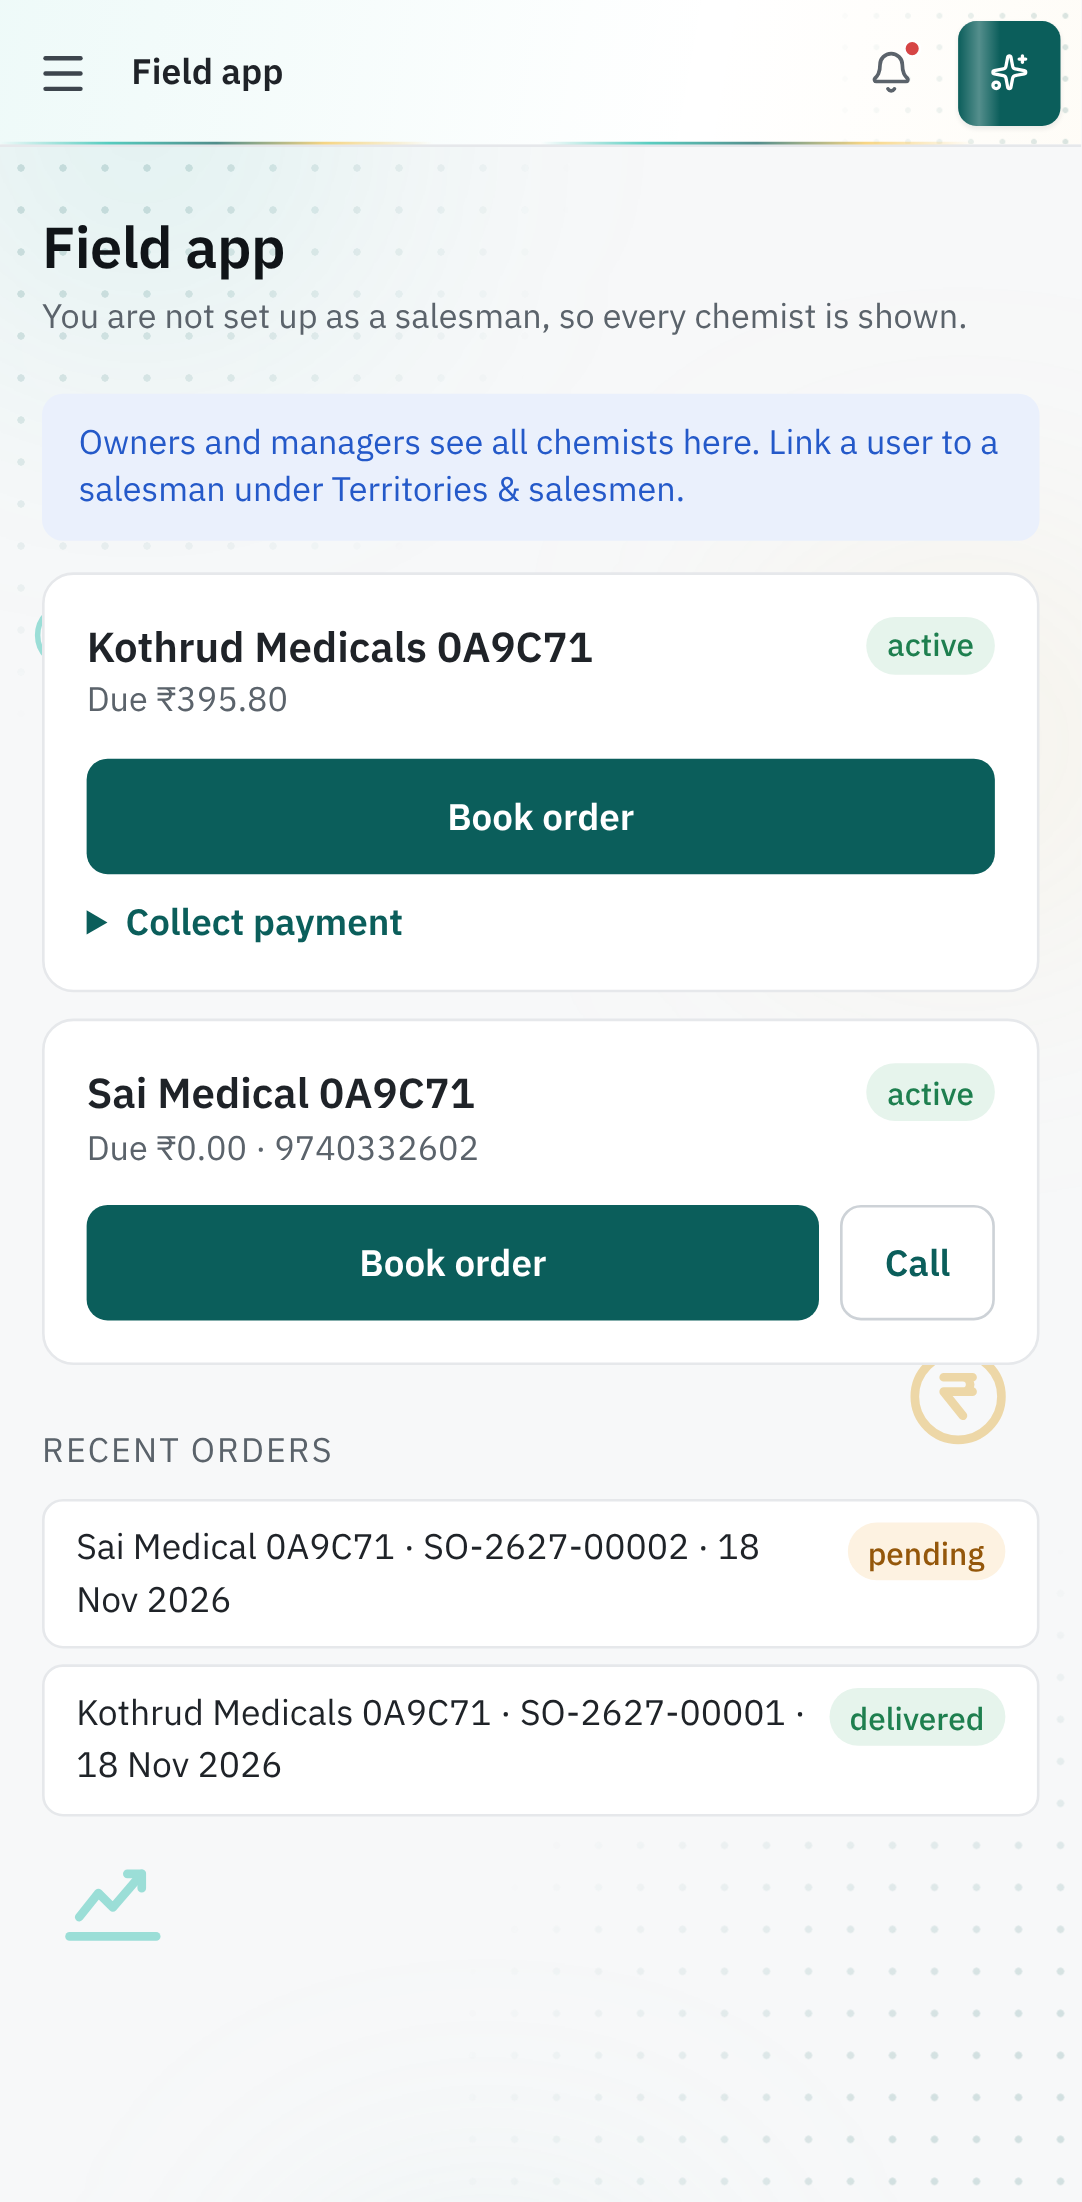 Field app
Field app
You are not set up as a salesman, so every chemist is shown.
Owners and managers see all chemists here. Link a user to a
salesman under Territories & salesmen.
Kothrud Medicals 0A9C71
active
Due ₹395.80
Book order
Collect payment
Sai Medical 0A9C71
active
Due ₹0.00 · 9740332602
Book order
Call
₹
RECENT ORDERS
Sai Medical 0A9C71 · SO-2627-00002 · 18
Nov 2026
pending
Kothrud Medicals 0A9C71 · SO-2627-00001 ·
18 Nov 2026
delivered